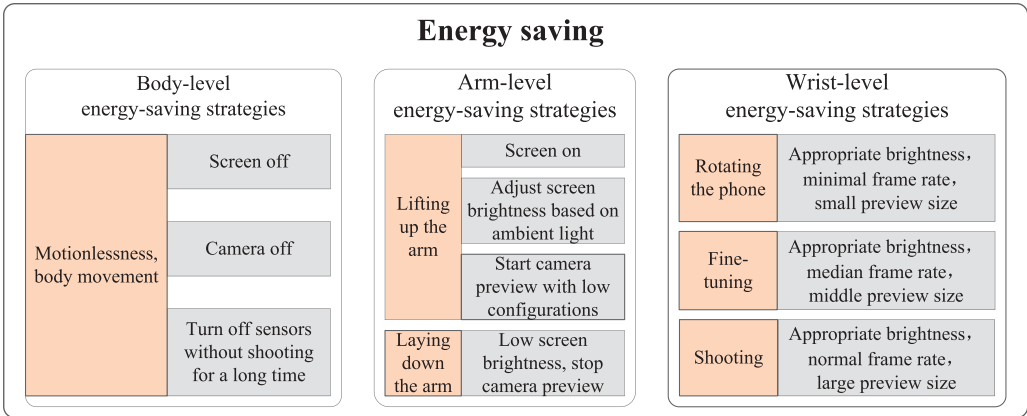 Energy saving
Body-level
energy-saving strategies
Motionlessness,
body movement
Screen off
Camera off
Turn off sensors
without shooting
for a long time
Arm-level
energy-saving strategies
Lifting
up the
arm
Screen on
Adjust screen
brightness based on
ambient light
Start camera
preview with low
configurations
Laying
down
the arm
Low screen
brightness, stop
camera preview
Wrist-level
energy-saving strategies
Rotating
the phone
Appropriate brightness,
minimal frame rate,
small preview size
Fine-
tuning
Appropriate brightness,
median frame rate,
middle preview size
Shooting
Appropriate brightness,
normal frame rate,
large preview size